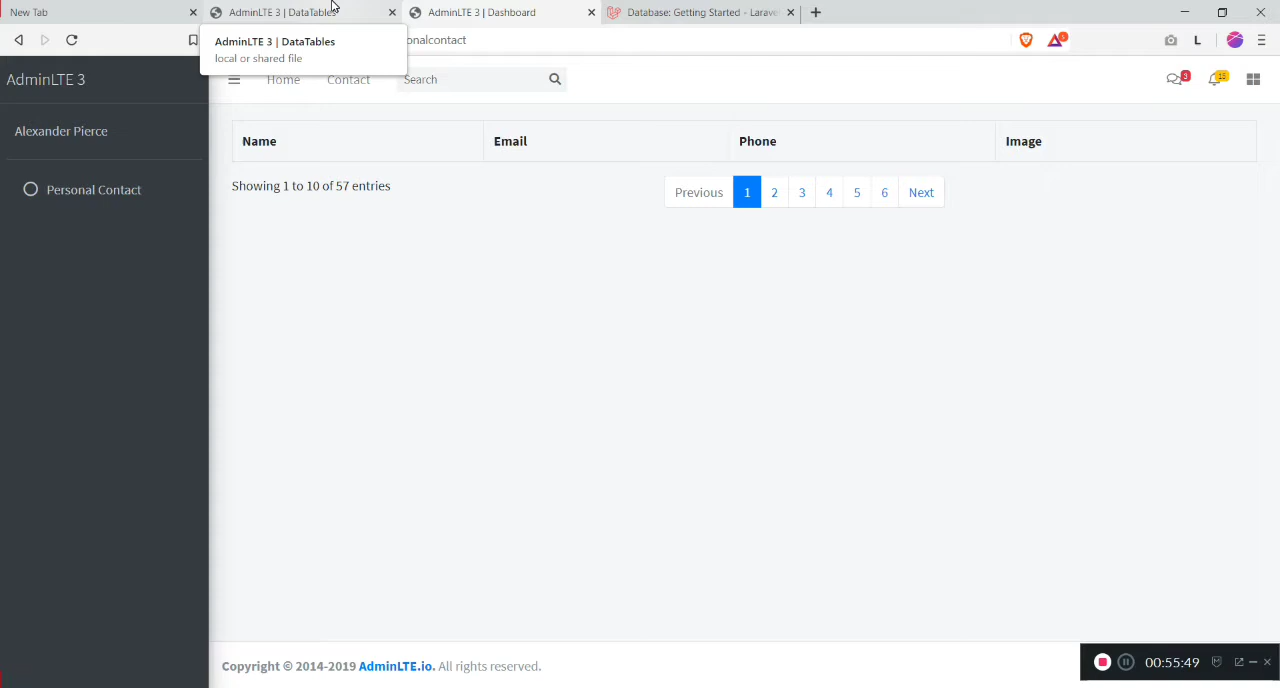 New Tab
AdminLTE 3 | DataTables
AdminLTE 3 | Dashboard
Database: Getting Started - Larave
AdminLTE 3 | DataTables
local or shared file
onalcontact
5
L
AdminLTE 3
Home
Contact
Search
3
15
Alexander Pierce
Personal Contact
Name
Email
Phone
Image
Showing 1 to 10 of 57 entries
Previous
1
2
3
4
5
6
Next
Copyright © 2014-2019 AdminLTE.io. All rights reserved.
00:55:49